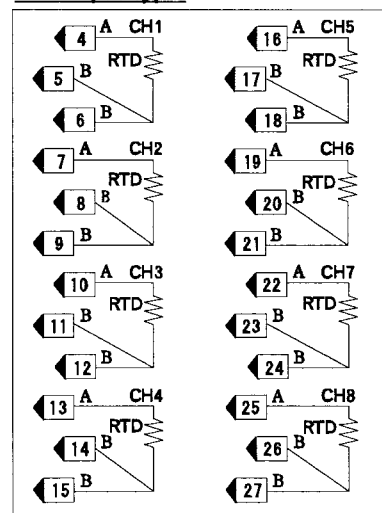 4 A CH1
RTD
5 B
6 B
7 A CH2
RTD
8 B
9 B
10 A CH3
RTD
11 B
12 B
13 A CH4
RTD
14 B
15 B
16 A CH5
RTD
17 B
18 B
19 A CH6
RTD
20 B
21 B
22 A CH7
RTD
23 B
24 B
25 A CH8
RTD
26 B
27 B